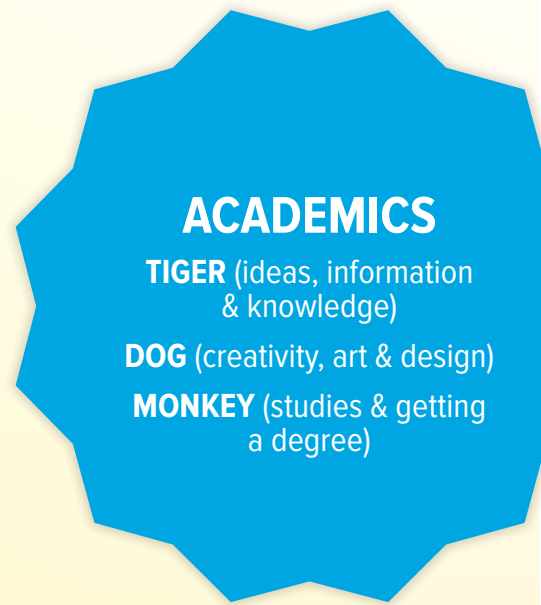 ACADEMICS
TIGER (ideas, information
& knowledge)
DOG (creativity, art & design)
MONKEY (studies & getting
a degree)